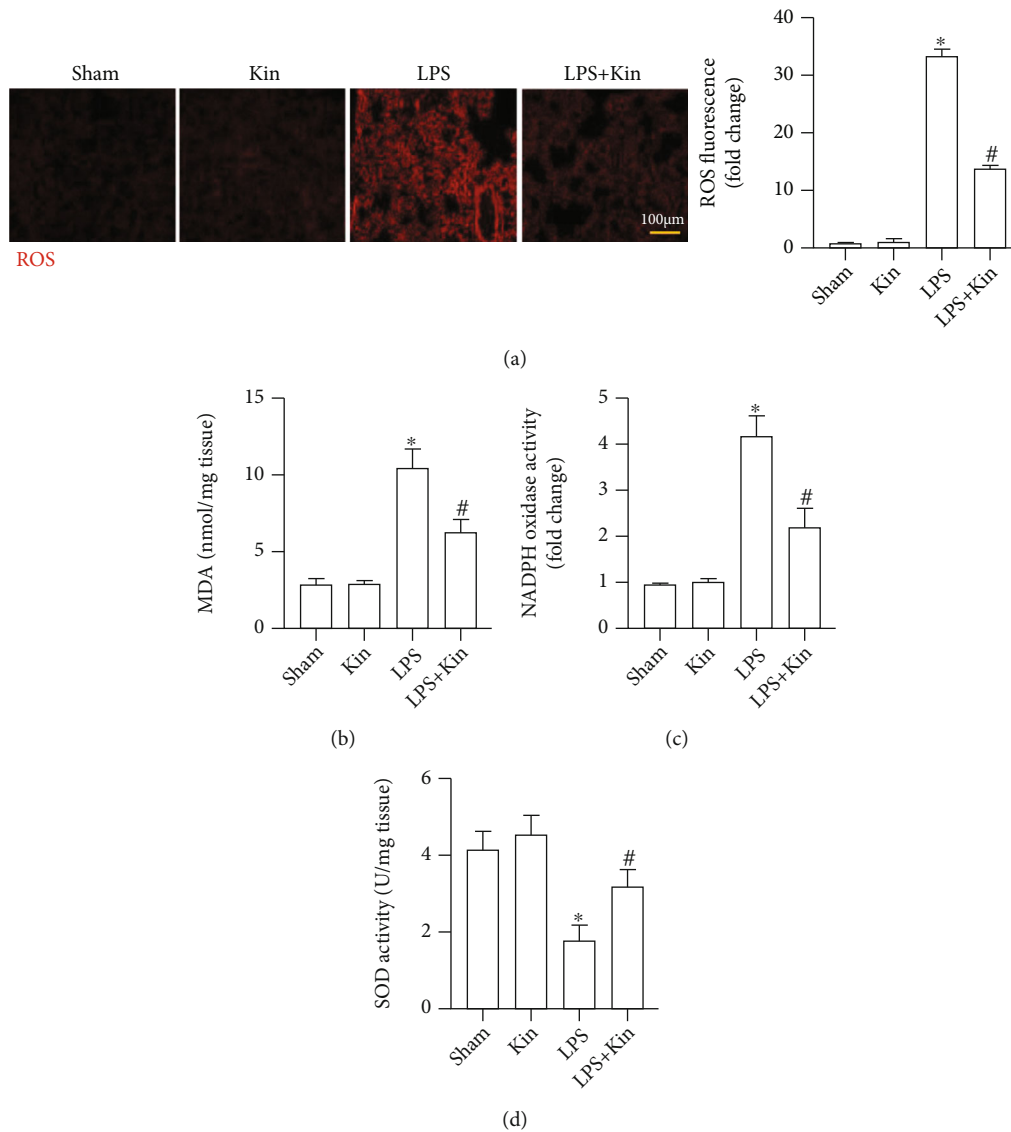 (a)
Sham
Kin
LPS
LPS+Kin
100μm
ROS
ROS fluorescence
(fold change)
40
30
20
10
0
*
#
Sham
Kin
LPS
LPS+Kin
(a)
MDA (nmol/mg tissue)
15
10
5
0
*
#
Sham
Kin
LPS
LPS+Kin
(b)
NADPH oxidase activity
(fold change)
5
4
3
2
1
0
*
#
Sham
Kin
LPS
LPS+Kin
(c)
SOD activity (U/mg tissue)
6
4
2
0
*
#
Sham
Kin
LPS
LPS+Kin
(d)